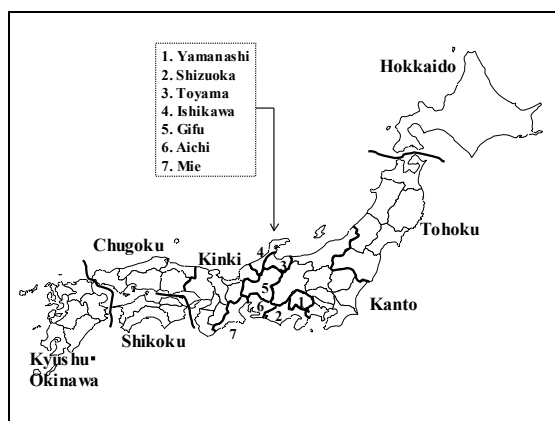 1. Yamanashi
2. Shizuoka
3. Toyama
4. Ishikawa
5. Gifu
6. Aichi
7. Mie
Hokkaido
Tohoku
Chugoku
Kinki
4
3
5
Kanto
6
1
2
7
Shikoku
Kyushu・
Okinawa